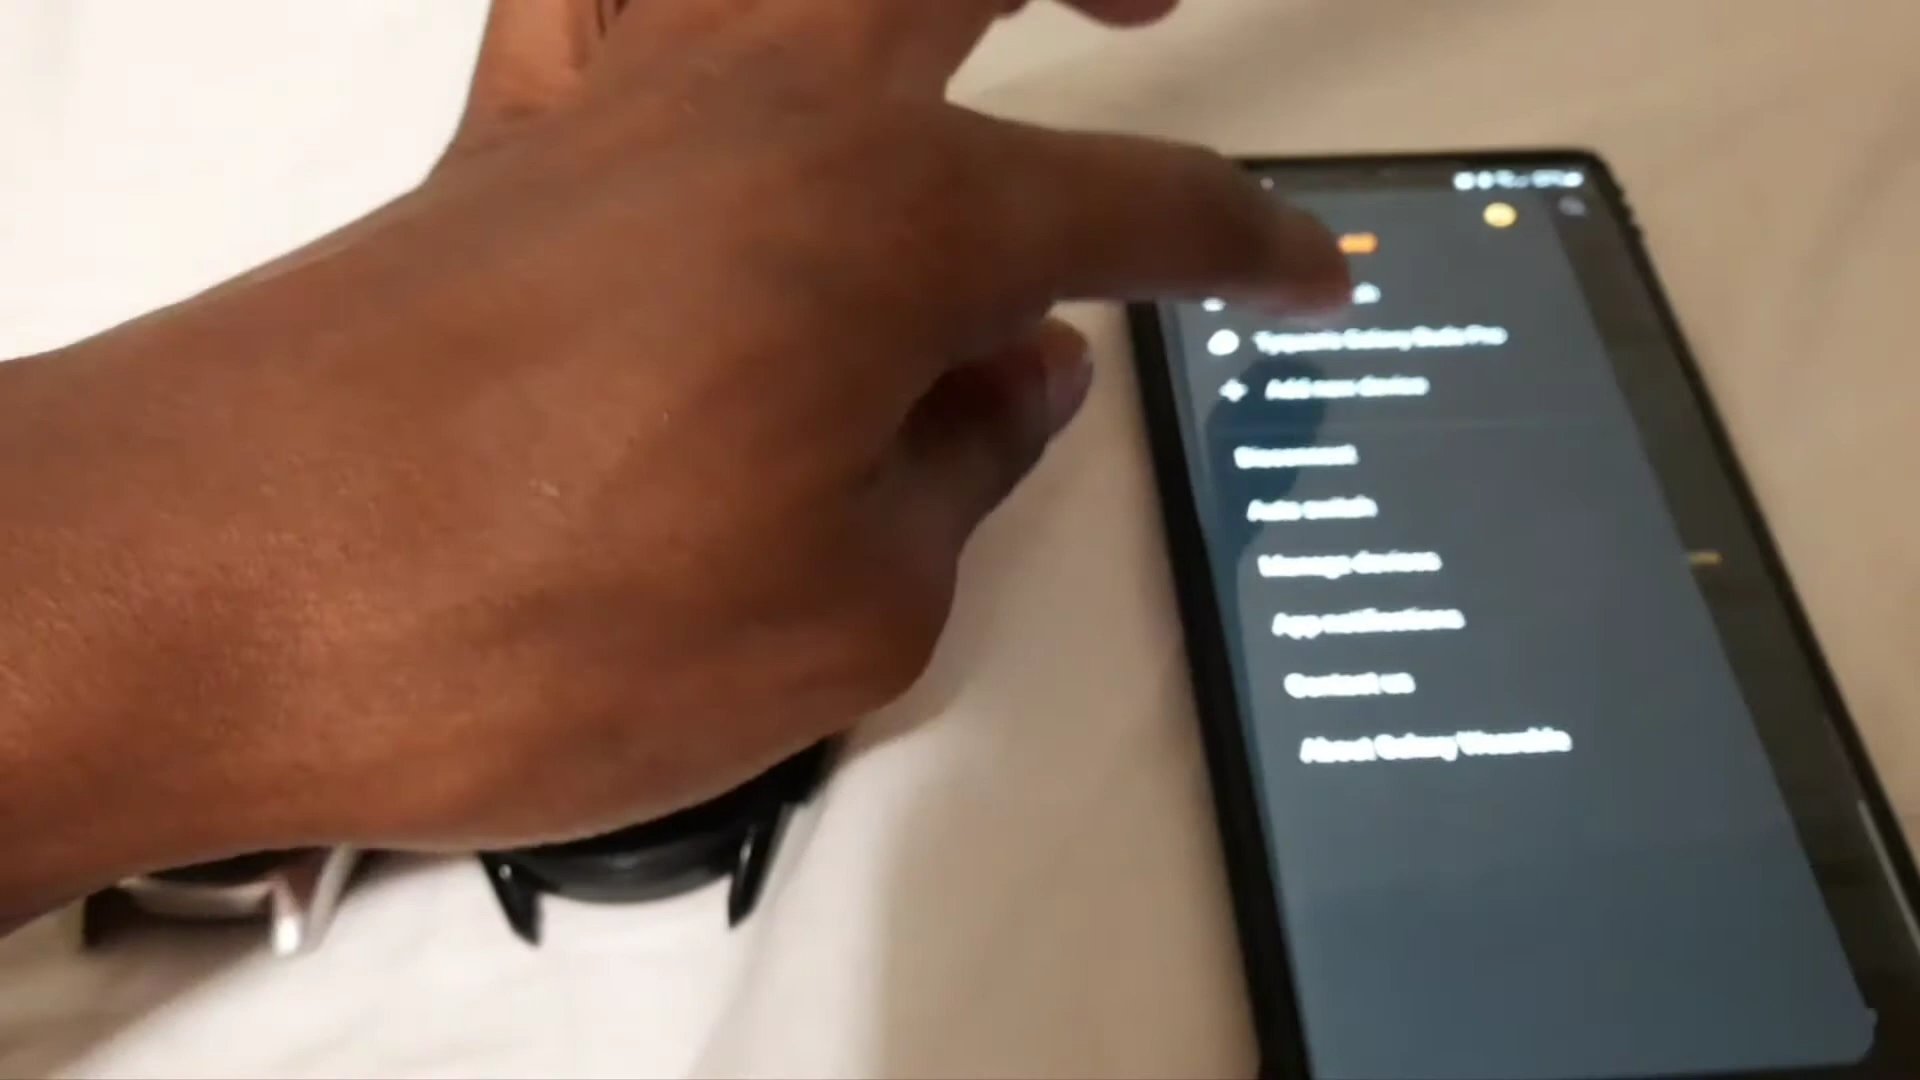 Galaxy Buds Pro
Add new device
Disconnect
Auto switch
Manage devices
App notifications
Contact us
About Galaxy Wearable